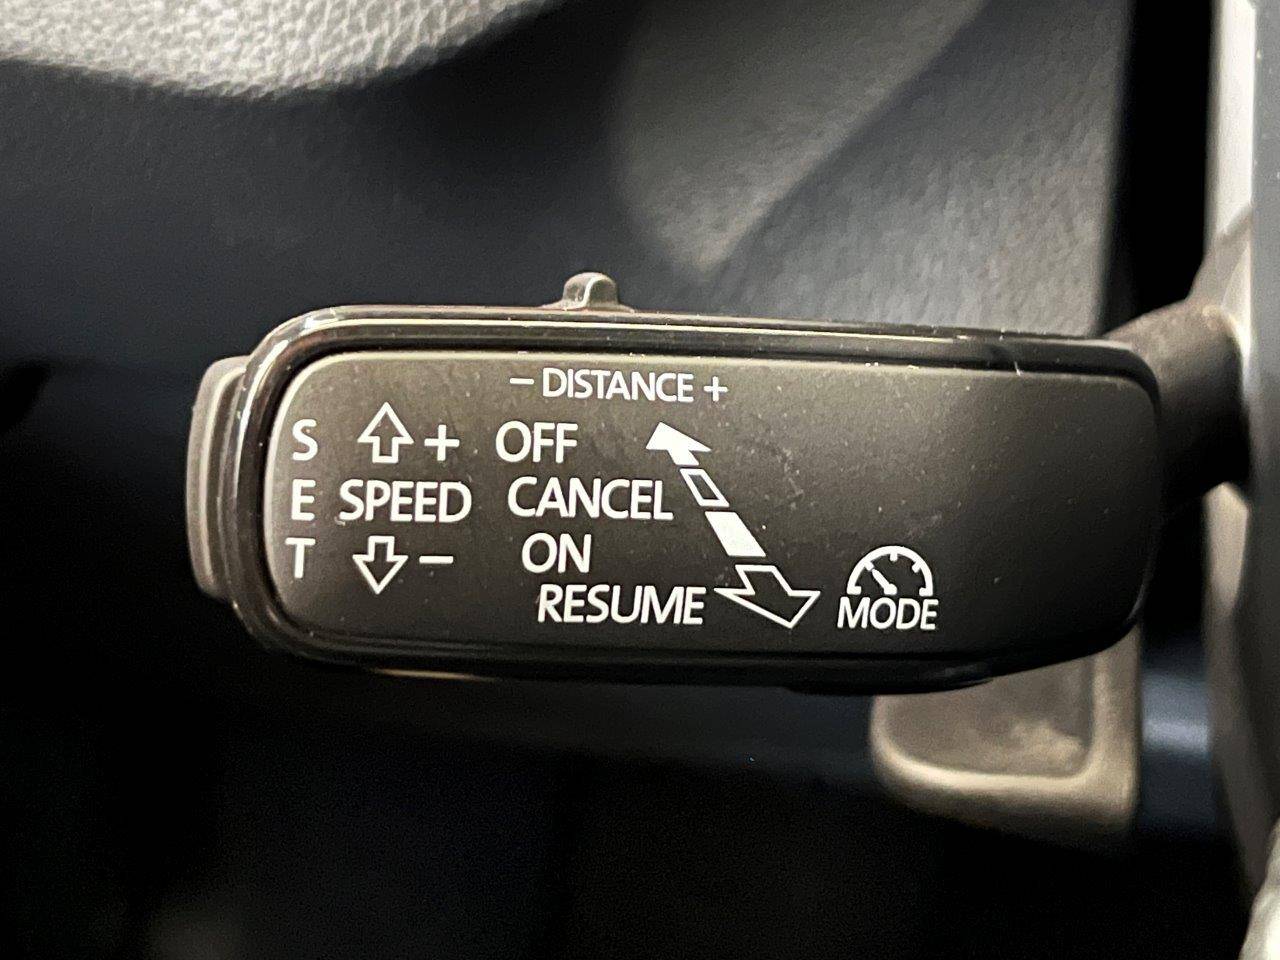 – DISTANCE +
S + OFF
E SPEED CANCEL
T – ON
RESUME
MODE